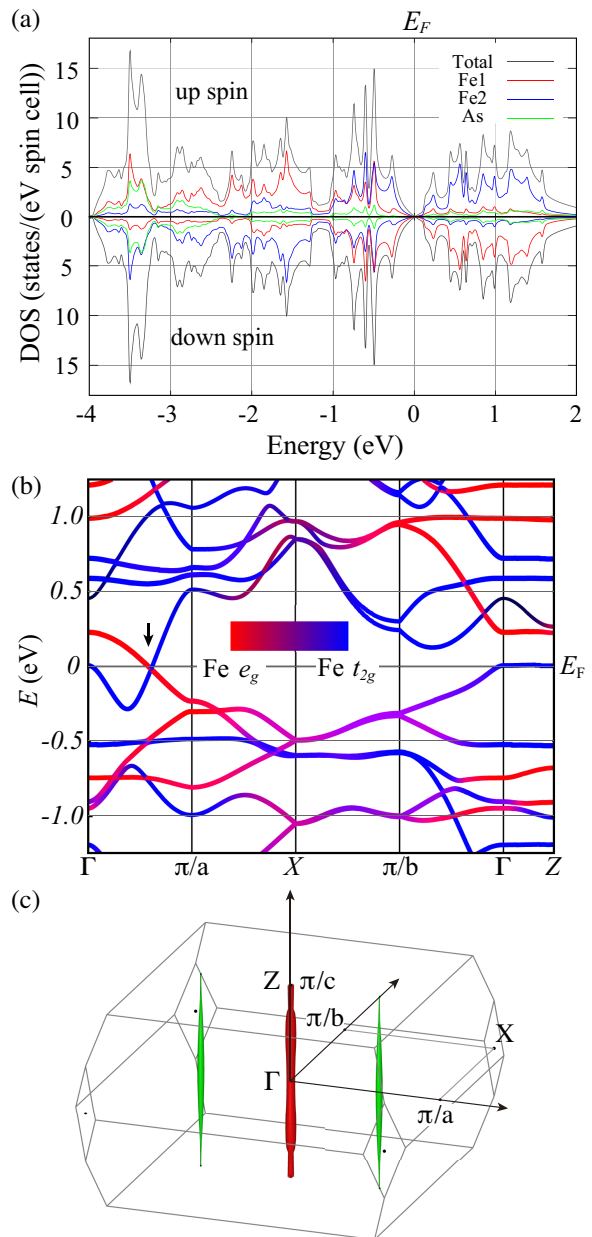 (a)
E_F
DOS (states/(eV spin cell))
15
10
5
0
5
10
15
up spin
down spin
Total
Fe1
Fe2
As
-4 -3 -2 -1 0 1 2
Energy (eV)
(b)
E (eV)
1.0
0.5
0
-0.5
-1.0
Fe e_g Fe t_{2g}
E_F
Γ π/a X π/b Γ Z
(c)
Z π/c
π/b
X
Γ
π/a